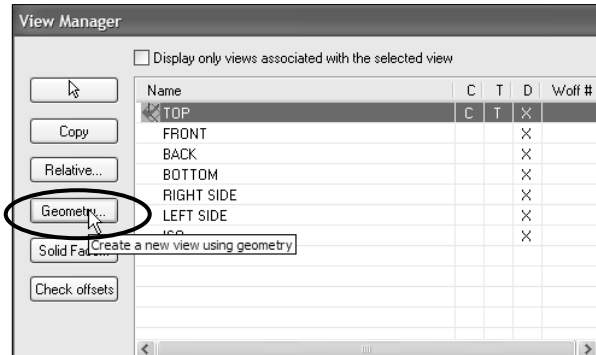 View Manager
Display only views associated with the selected view
Name C T D Woff #
TOP C T X
Copy
FRONT X
BACK X
Relative...
BOTTOM X
RIGHT SIDE X
Geometry...
LEFT SIDE X
ISO X
Create a new view using geometry
Solid Face...
Check offsets